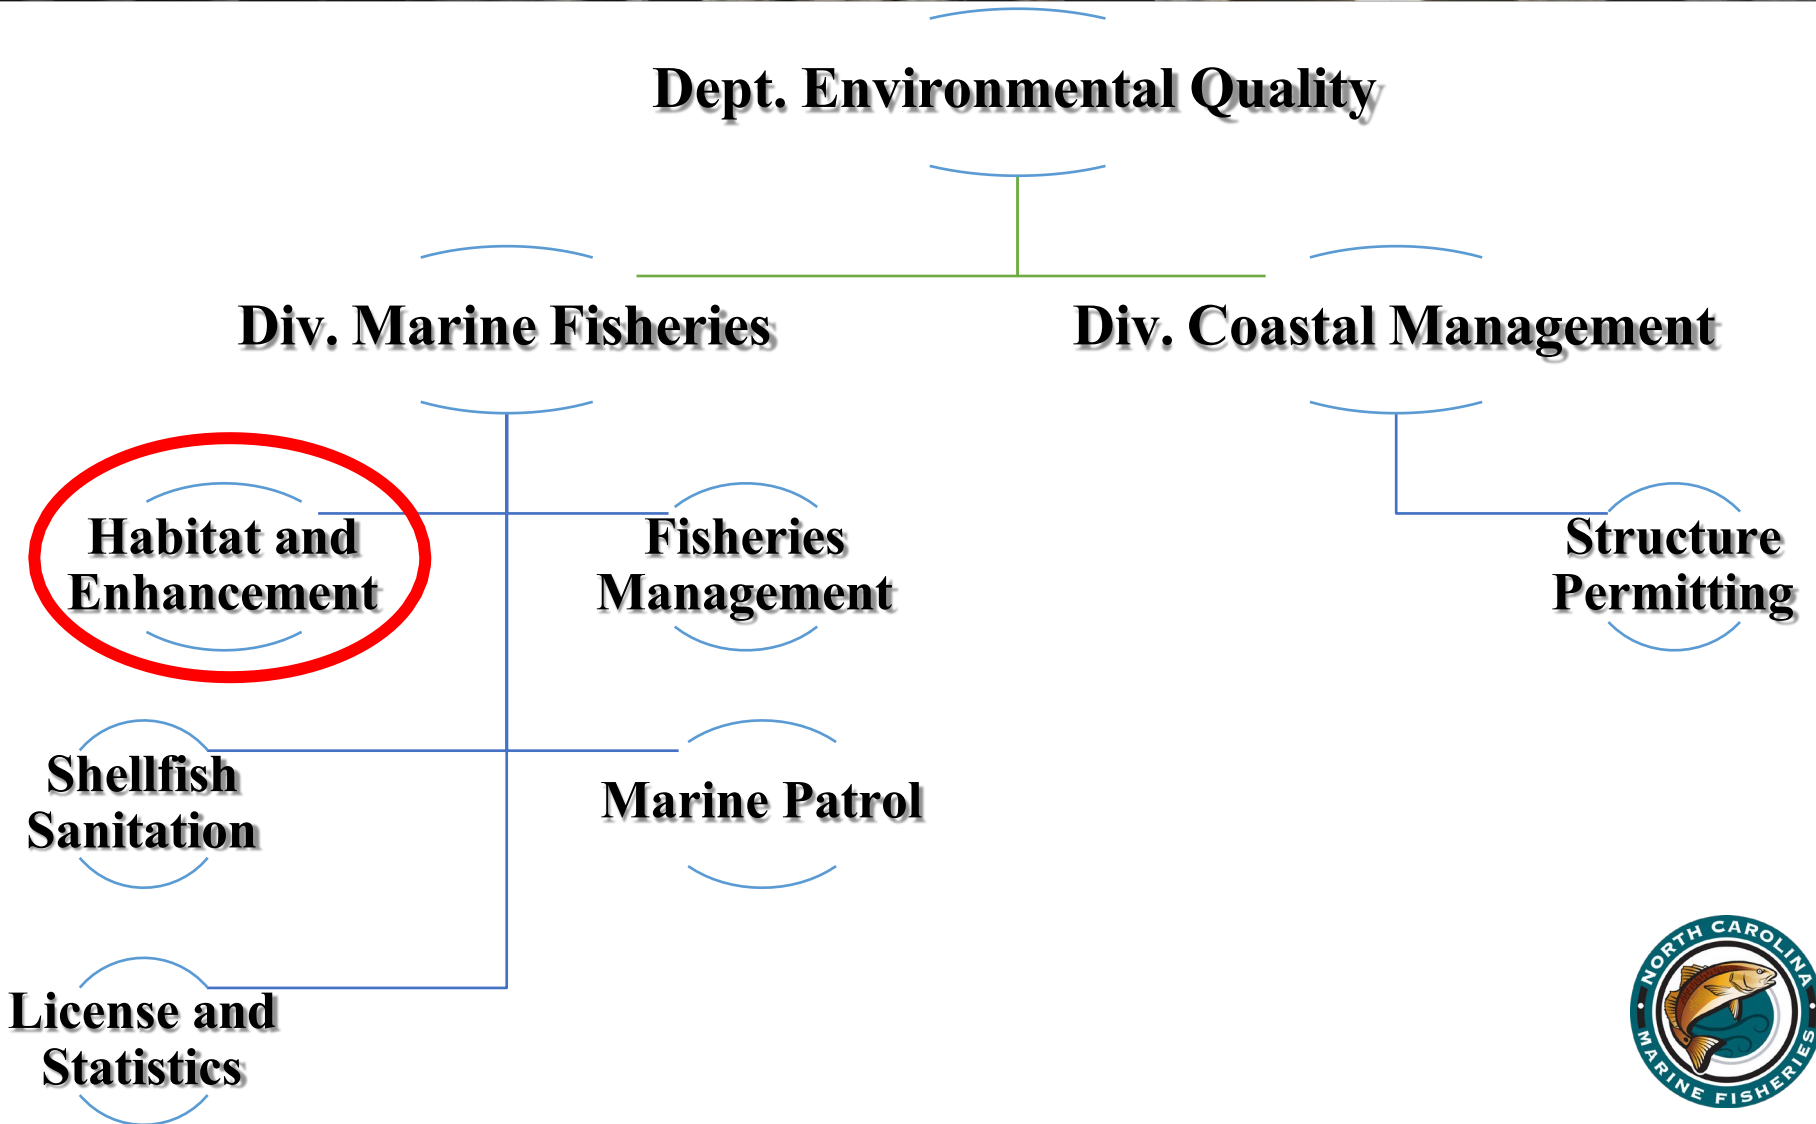 Dept. Environmental Quality
Div. Marine Fisheries
Div. Coastal Management
Habitat and
Enhancement
Fisheries
Management
Structure
Permitting
Shellfish
Sanitation
Marine Patrol
License and
Statistics
NORTH CAROLINA
MARINE FISHERIES